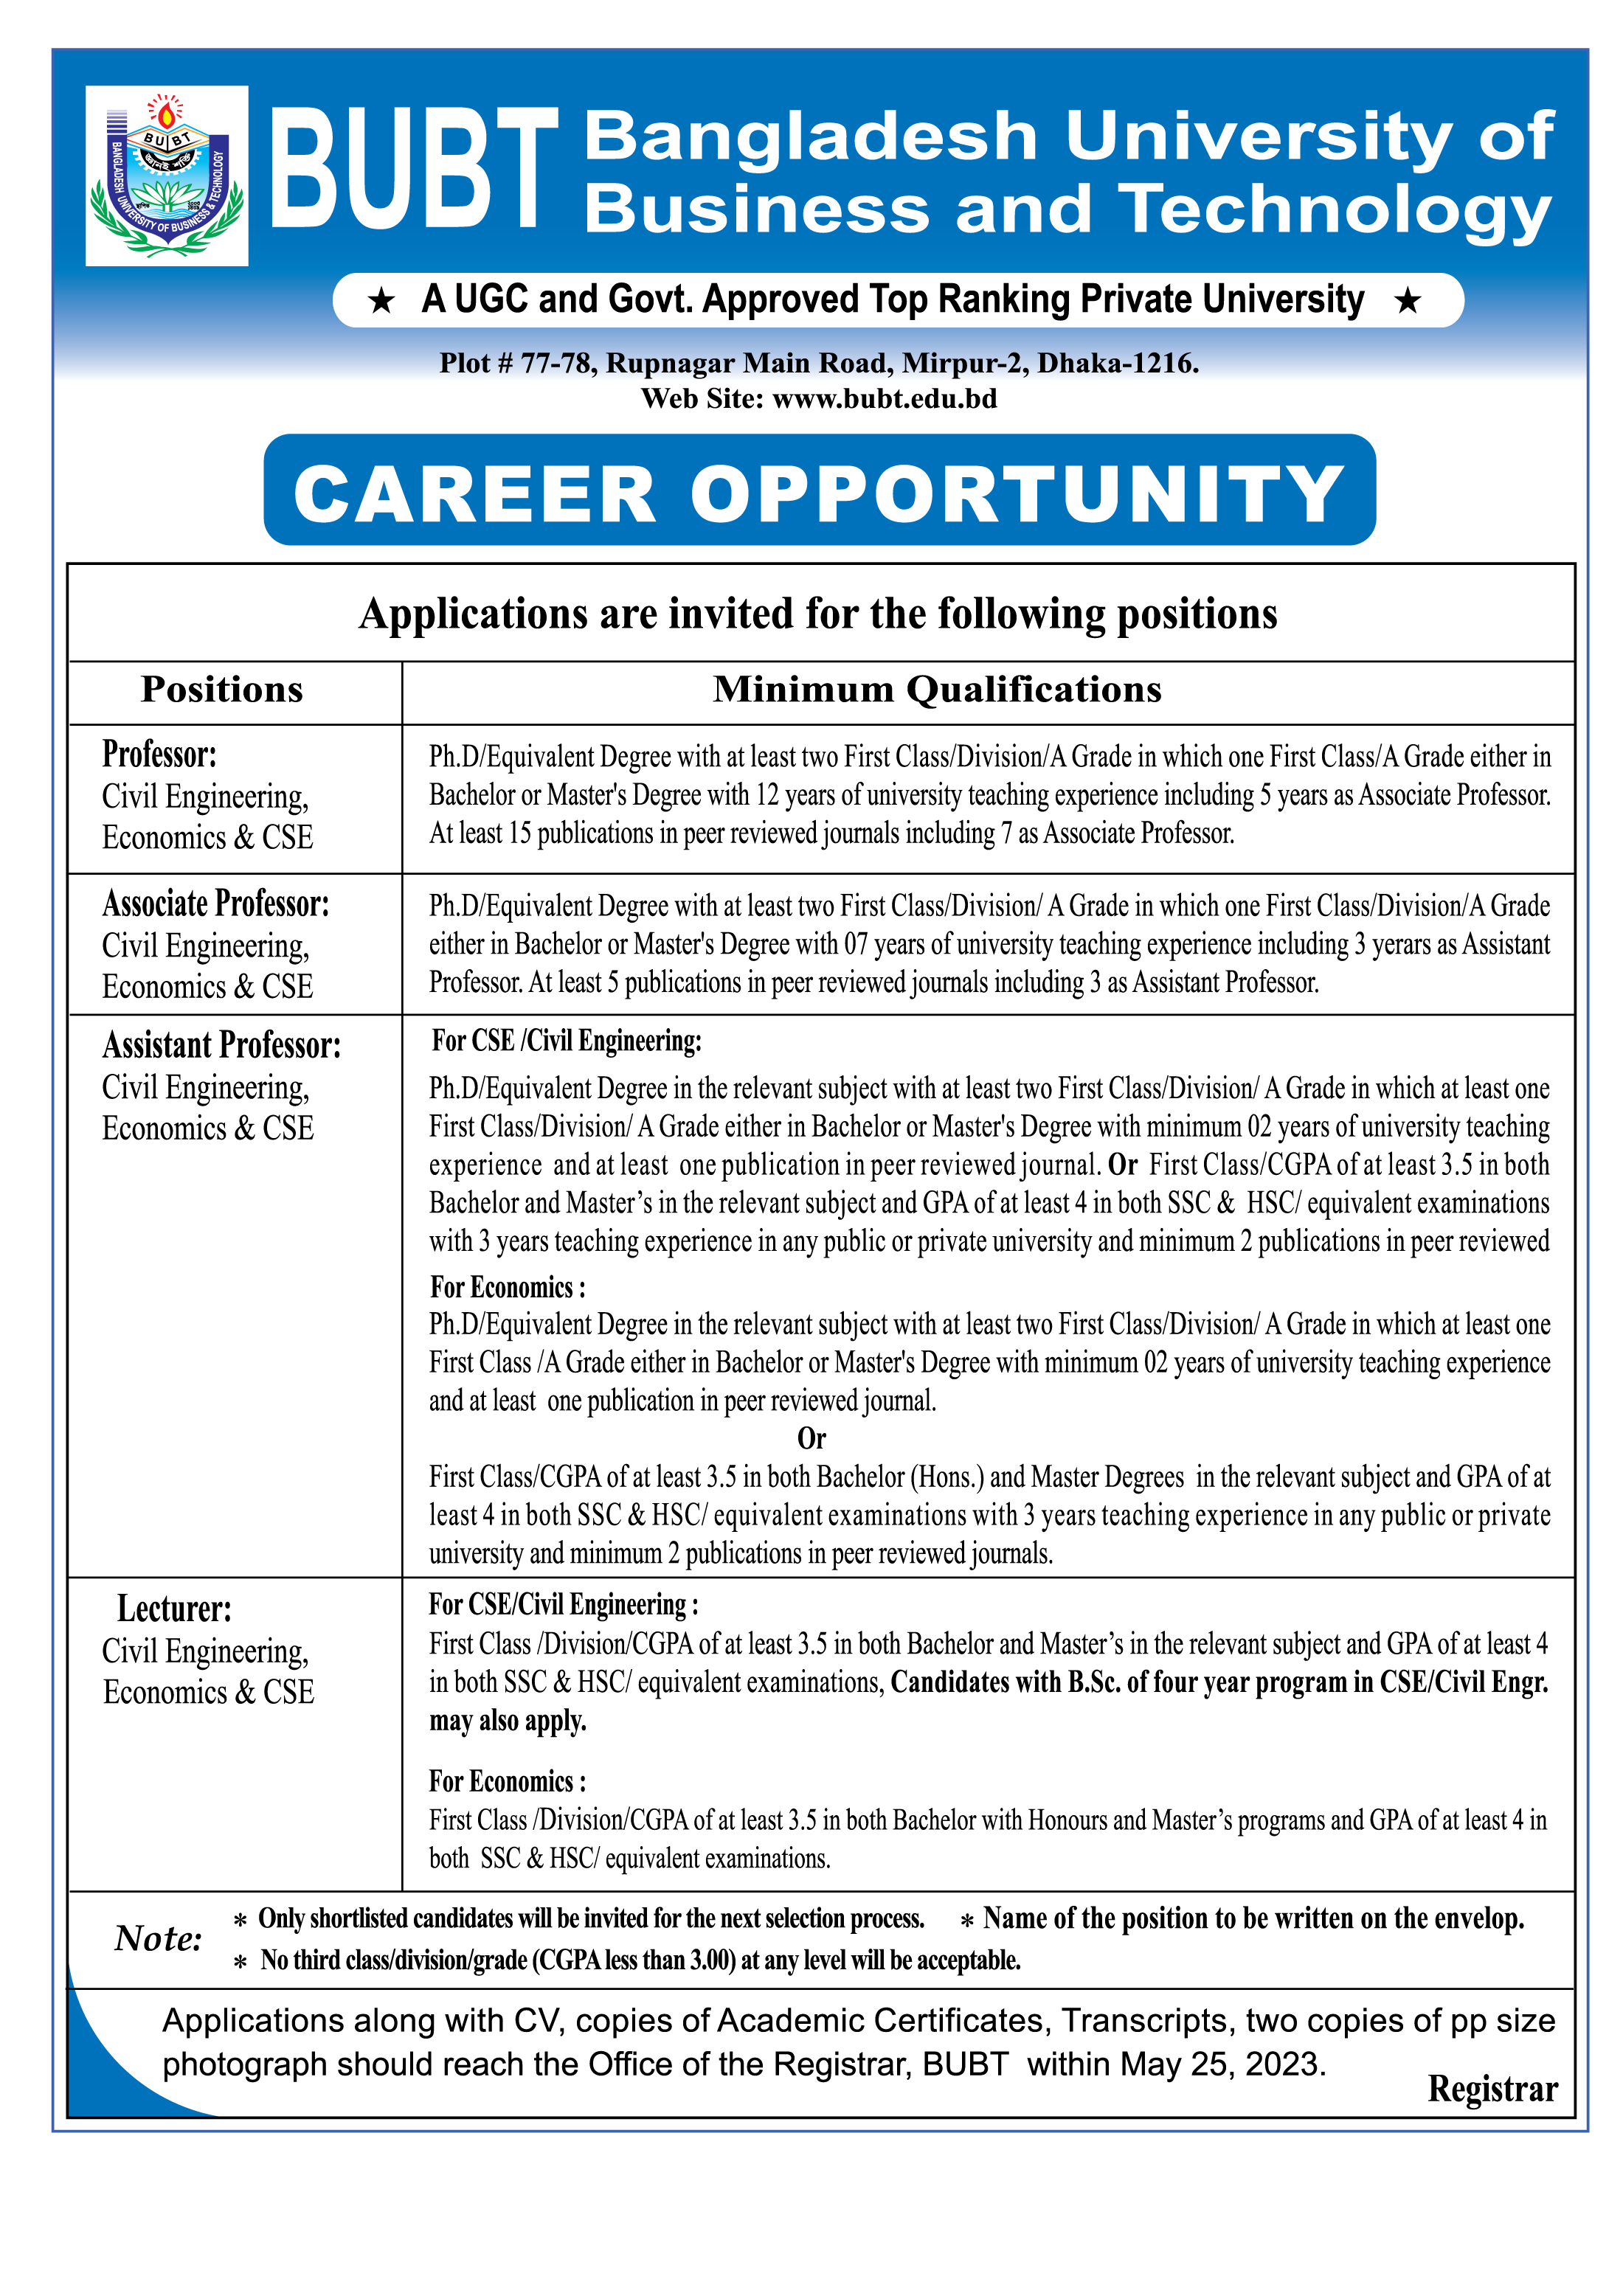 BUBT
BANGLADESH UNIVERSITY OF BUSINESS & TECHNOLOGY
BUBT Bangladesh University of
Business and Technology
★ A UGC and Govt. Approved Top Ranking Private University ★
Plot # 77-78, Rupnagar Main Road, Mirpur-2, Dhaka-1216.
Web Site: www.bubt.edu.bd
CAREER OPPORTUNITY
Applications are invited for the following positions
Positions
Minimum Qualifications
Professor:
Civil Engineering,
Economics & CSE
Ph.D/Equivalent Degree with at least two First Class/Division/A Grade in which one First Class/A Grade either in
Bachelor or Master's Degree with 12 years of university teaching experience including 5 years as Associate Professor.
At least 15 publications in peer reviewed journals including 7 as Associate Professor.
Associate Professor:
Civil Engineering,
Economics & CSE
Ph.D/Equivalent Degree with at least two First Class/Division/ A Grade in which one First Class/Division/A Grade
either in Bachelor or Master's Degree with 07 years of university teaching experience including 3 yerars as Assistant
Professor. At least 5 publications in peer reviewed journals including 3 as Assistant Professor.
Assistant Professor:
Civil Engineering,
Economics & CSE
For CSE /Civil Engineering:
Ph.D/Equivalent Degree in the relevant subject with at least two First Class/Division/ A Grade in which at least one
First Class/Division/ A Grade either in Bachelor or Master's Degree with minimum 02 years of university teaching
experience and at least one publication in peer reviewed journal. Or First Class/CGPA of at least 3.5 in both
Bachelor and Master’s in the relevant subject and GPA of at least 4 in both SSC & HSC/ equivalent examinations
with 3 years teaching experience in any public or private university and minimum 2 publications in peer reviewed
For Economics :
Ph.D/Equivalent Degree in the relevant subject with at least two First Class/Division/ A Grade in which at least one
First Class /A Grade either in Bachelor or Master's Degree with minimum 02 years of university teaching experience
and at least one publication in peer reviewed journal.
Or
First Class/CGPA of at least 3.5 in both Bachelor (Hons.) and Master Degrees in the relevant subject and GPA of at
least 4 in both SSC & HSC/ equivalent examinations with 3 years teaching experience in any public or private
university and minimum 2 publications in peer reviewed journals.
Lecturer:
Civil Engineering,
Economics & CSE
For CSE/Civil Engineering :
First Class /Division/CGPA of at least 3.5 in both Bachelor and Master’s in the relevant subject and GPA of at least 4
in both SSC & HSC/ equivalent examinations, Candidates with B.Sc. of four year program in CSE/Civil Engr.
may also apply.
For Economics :
First Class /Division/CGPA of at least 3.5 in both Bachelor with Honours and Master’s programs and GPA of at least 4 in
both SSC & HSC/ equivalent examinations.
Note: * Only shortlisted candidates will be invited for the next selection process. * Name of the position to be written on the envelop.
* No third class/division/grade (CGPA less than 3.00) at any level will be acceptable.
Applications along with CV, copies of Academic Certificates, Transcripts, two copies of pp size
photograph should reach the Office of the Registrar, BUBT within May 25, 2023.
Registrar